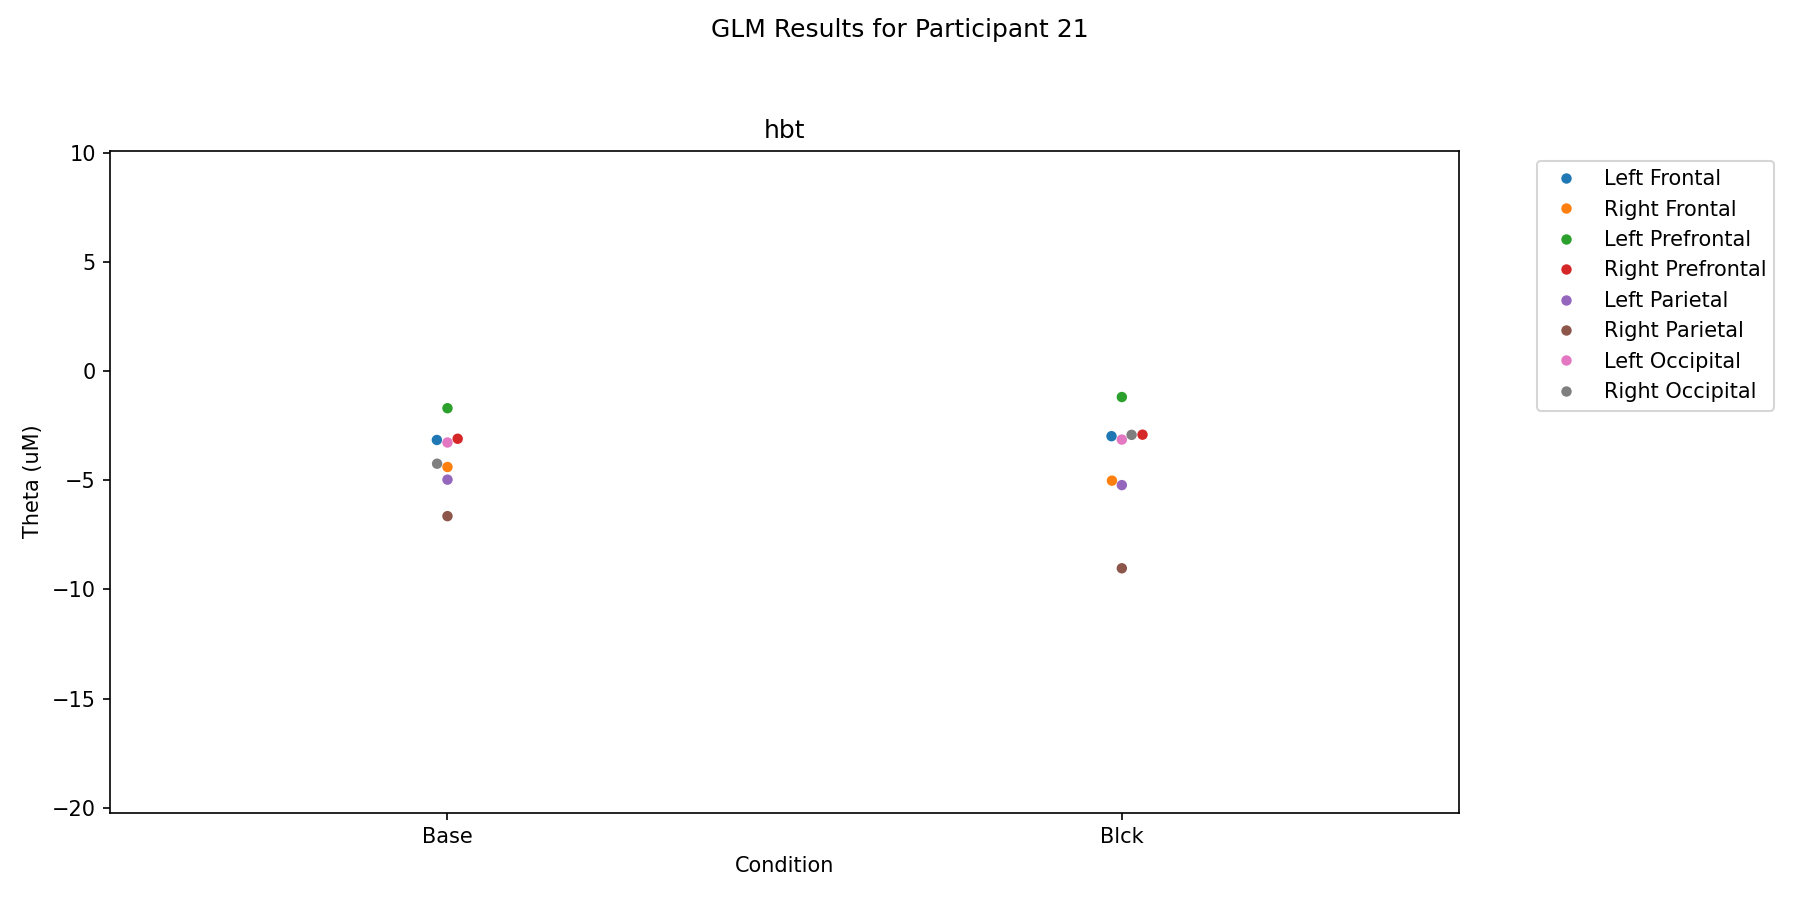 GLM Results for Participant 21
hbt
10
5
0
−5
−10
−15
−20
Theta (uM)
Base
Blck
Condition
Left Frontal
Right Frontal
Left Prefrontal
Right Prefrontal
Left Parietal
Right Parietal
Left Occipital
Right Occipital